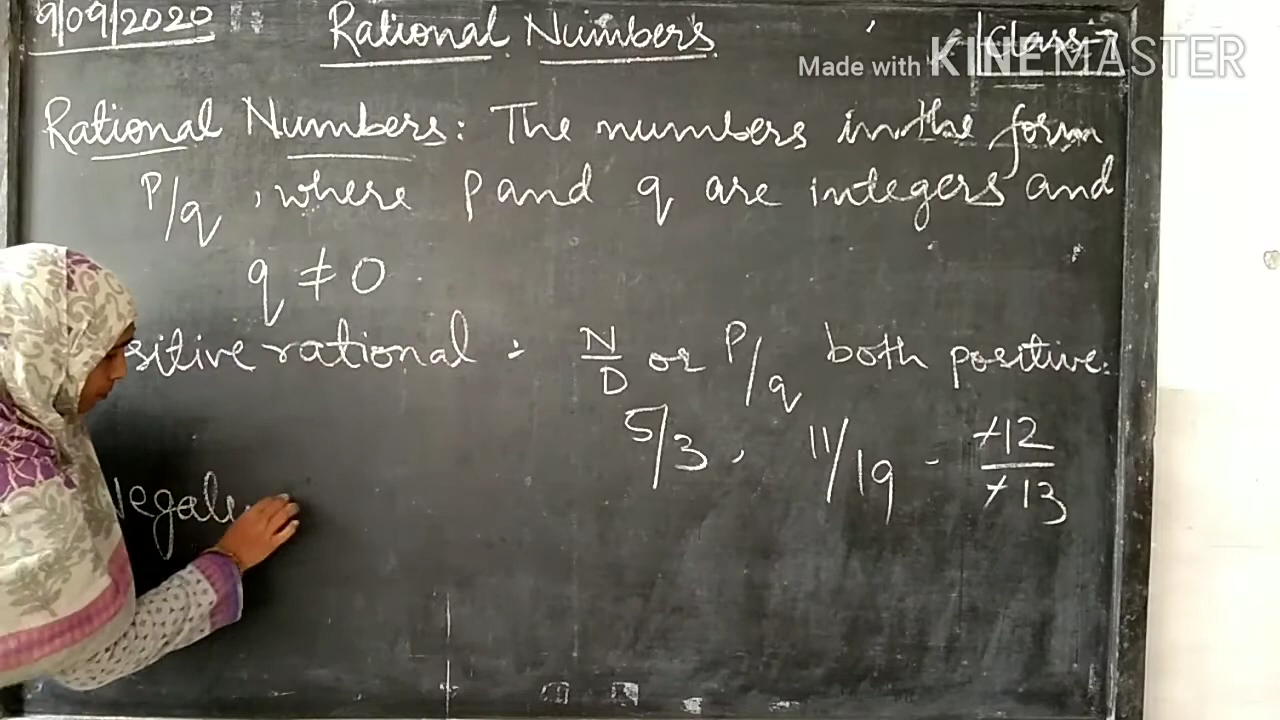 9/09/2020 Rational Numbers Class-7
Made with KINEMASTER
Rational Numbers: The numbers in the form
P/q, where p and q are integers and
q ≠ 0.
sitive rational : N/D or P/q both positive.
5/3, 11/19, -12/-13
Negative